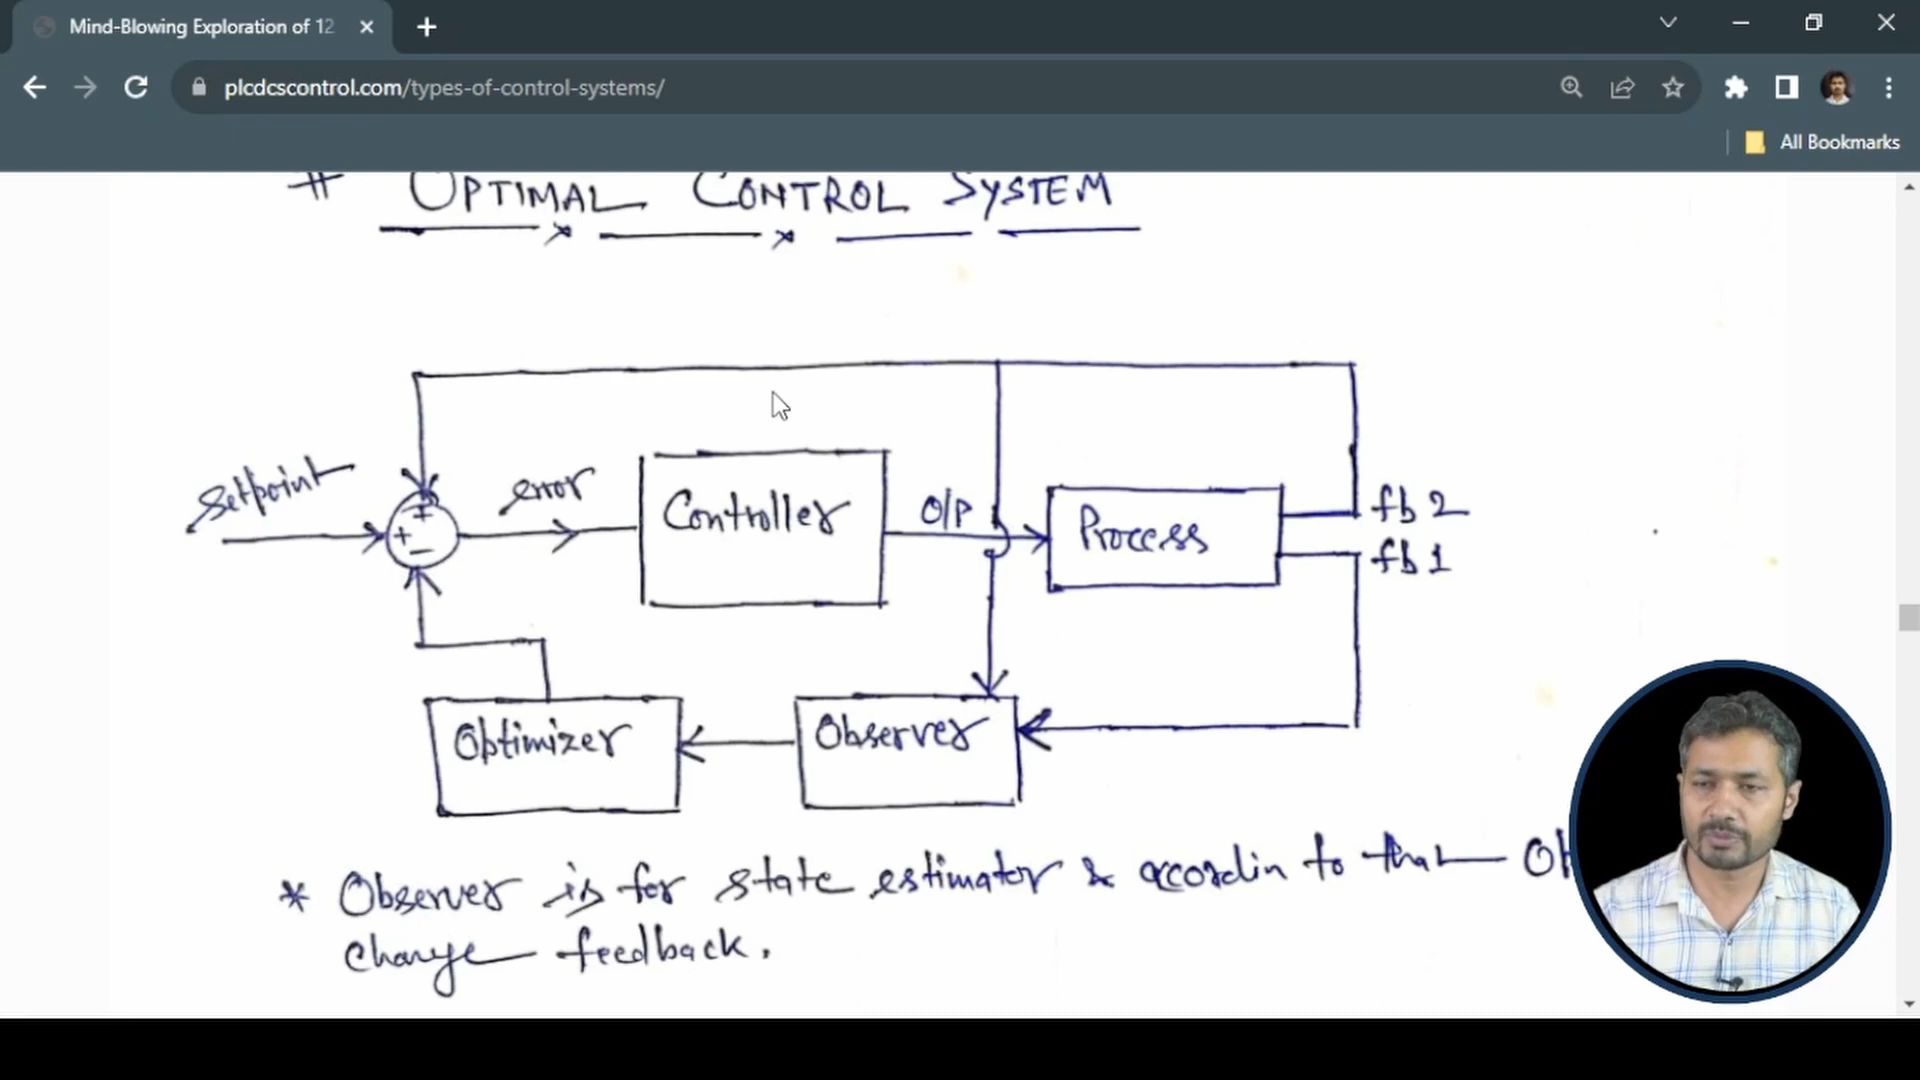 Mind-Blowing Exploration of 12
plcdcscontrol.com/types-of-control-systems/
All Bookmarks
# OPTIMAL CONTROL SYSTEM
setpoint
error
Controller
O/P
Process
fb 2
fb 1
+
+
-
Optimizer
Observer
* Observer is for state estimator & accordin to that Ob
change feedback.